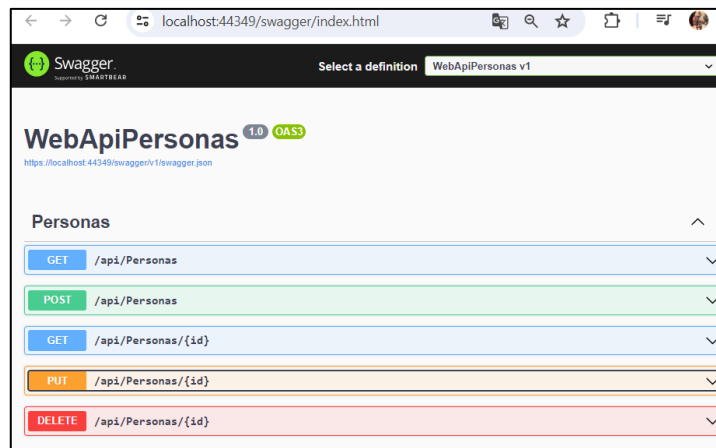 localhost:44349/swagger/index.html
Swagger. Select a definition WebApiPersonas v1
Supported by SMARTBEAR
WebApiPersonas 1.0 OAS3
https://localhost:44349/swagger/v1/swagger.json
Personas
GET /api/Personas
POST /api/Personas
GET /api/Personas/{id}
PUT /api/Personas/{id}
DELETE /api/Personas/{id}